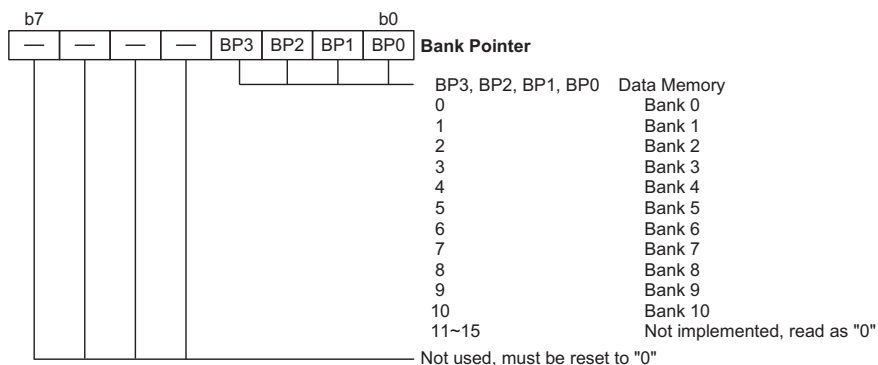 b7 b0
— — — — BP3 BP2 BP1 BP0 Bank Pointer
BP3, BP2, BP1, BP0 Data Memory
0 Bank 0
1 Bank 1
2 Bank 2
3 Bank 3
4 Bank 4
5 Bank 5
6 Bank 6
7 Bank 7
8 Bank 8
9 Bank 9
10 Bank 10
11~15 Not implemented, read as "0"
Not used, must be reset to "0"